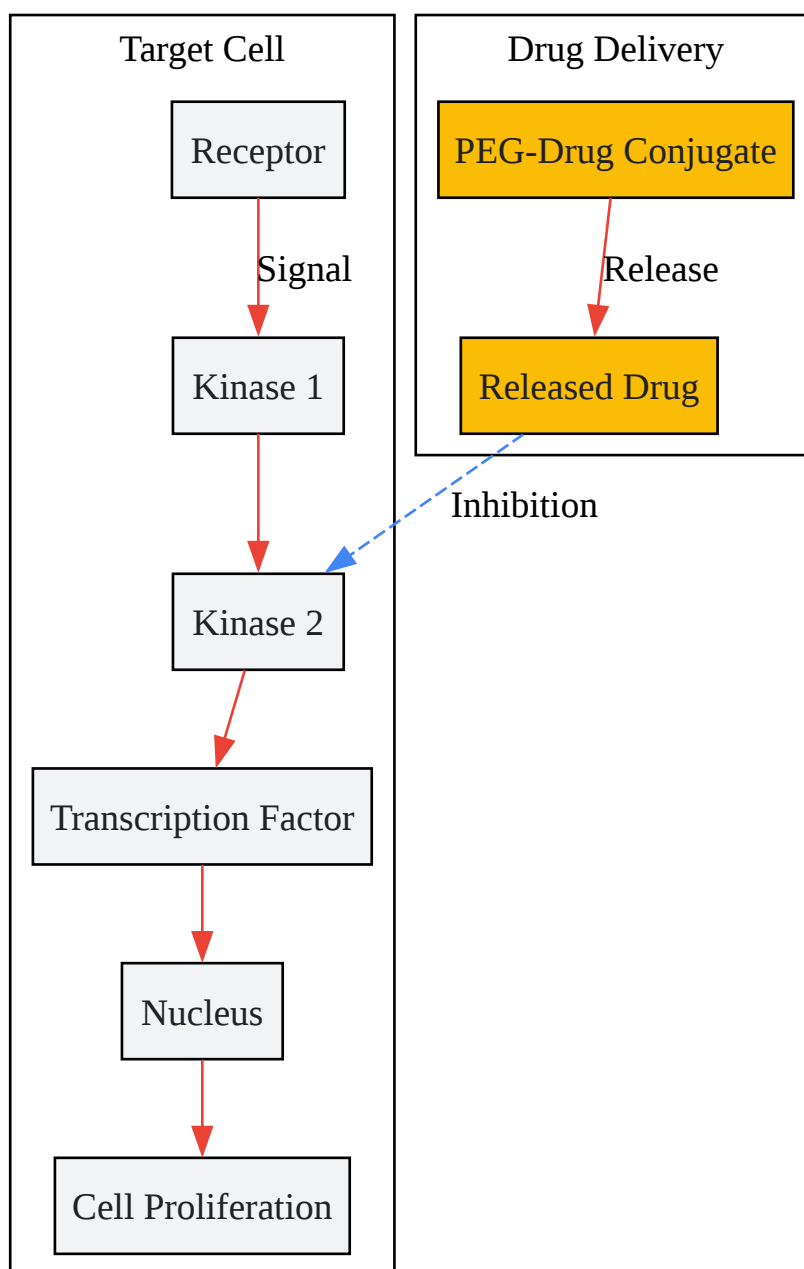 Target Cell
Receptor
Signal
Kinase 1
Kinase 2
Transcription Factor
Nucleus
Cell Proliferation
Drug Delivery
PEG-Drug Conjugate
Release
Released Drug
Inhibition